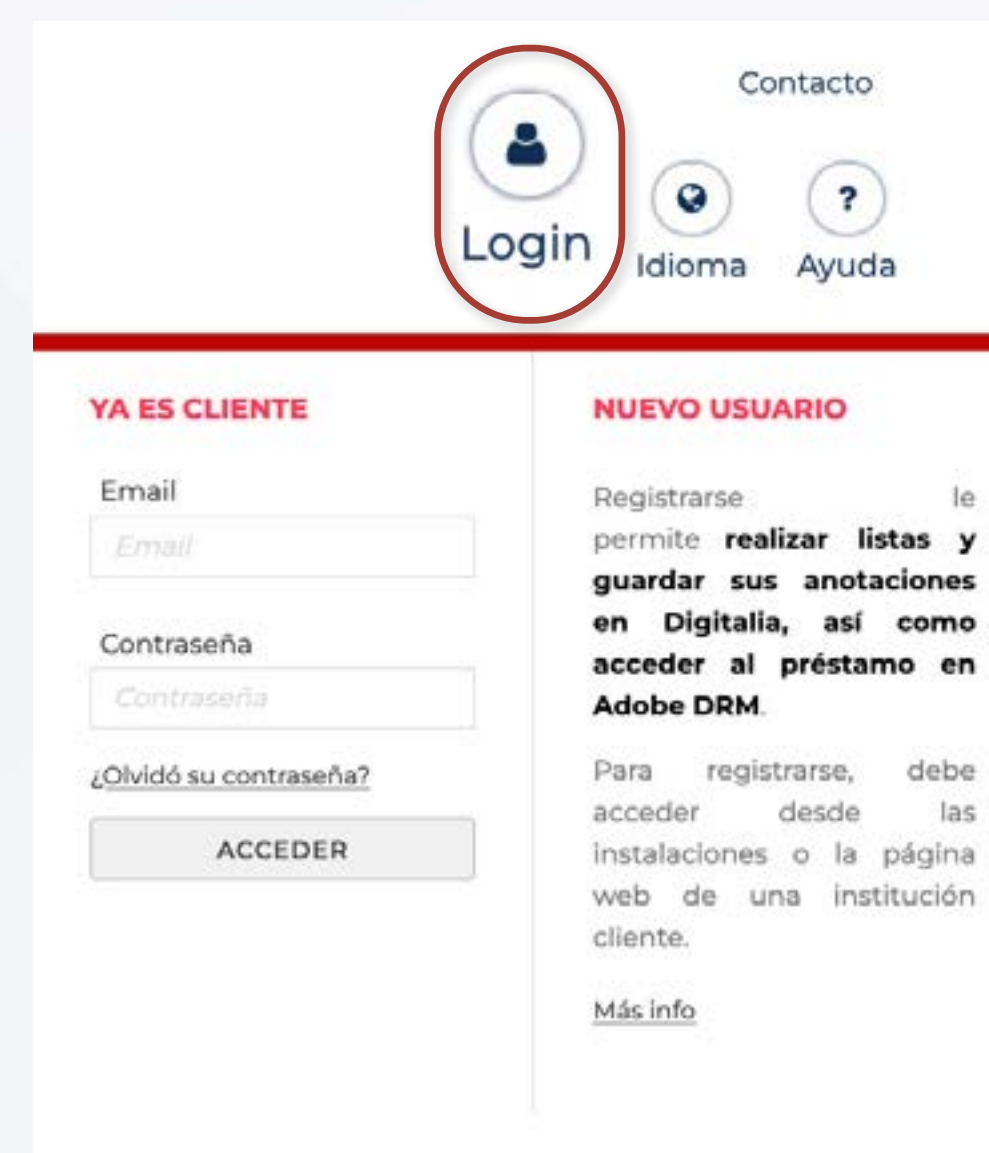 Contacto
Login
Idioma
Ayuda
YA ES CLIENTE
Email
Email
Contraseña
Contraseña
¿Olvidó su contraseña?
ACCEDER
NUEVO USUARIO
Registrarse le
permite realizar listas y
guardar sus anotaciones
en Digitalia, así como
acceder al préstamo en
Adobe DRM.
Para registrarse, debe
acceder desde las
instalaciones o la página
web de una institución
cliente.
Más info